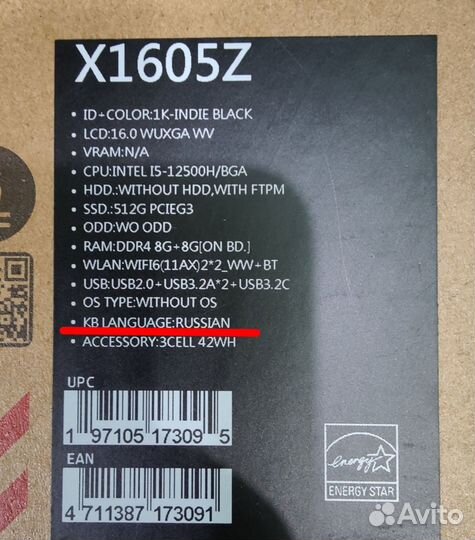 X1605Z
• ID+COLOR:1K-INDIE BLACK
• LCD:16.0 WUXGA WV
• VRAM:N/A
• CPU:INTEL I5-12500H/BGA
• HDD.:WITHOUT HDD,WITH FTPM
• SSD.:512G PCIEG3
• ODD:WO ODD
• RAM:DDR4 8G+8G[ON BD.]
• WLAN:WIFI6(11AX)2*2_WW+BT
• USB:USB2.0+USB3.2A*2+USB3.2C
• OS TYPE:WITHOUT OS
• KB LANGUAGE:RUSSIAN
• ACCESSORY:3CELL 42WH
UPC
1 97105 17309 5
EAN
4 711387 173091
energy
ENERGY STAR
Avito